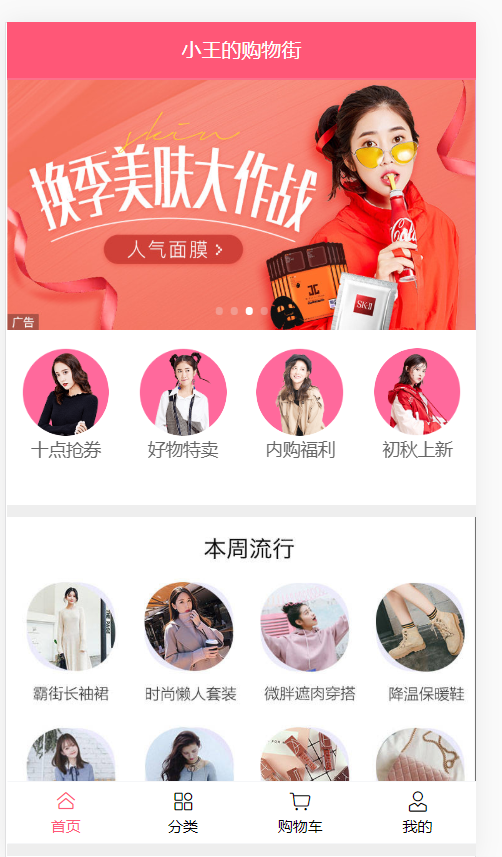 小王的购物街
skin
换季美肤大作战
人气面膜 >
SK-II
广告
十点抢券 好物特卖 内购福利 初秋上新
本周流行
霸街长袖裙 时尚懒人套装 微胖遮肉穿搭 降温保暖鞋
首页 分类 购物车 我的